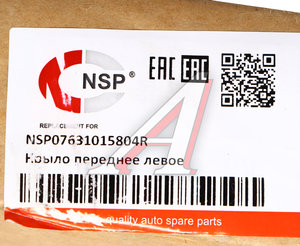 NSP®
EAC EAC
REPLACEMENT FOR
NSP07631015804R
Крыло переднее левое
quality auto spare parts